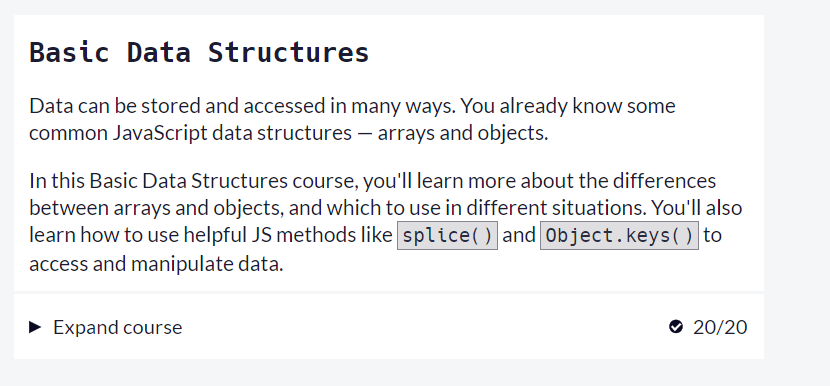 Basic Data Structures
Data can be stored and accessed in many ways. You already know some
common JavaScript data structures — arrays and objects.
In this Basic Data Structures course, you'll learn more about the differences
between arrays and objects, and which to use in different situations. You'll also
learn how to use helpful JS methods like splice() and Object.keys() to
access and manipulate data.
Expand course 20/20